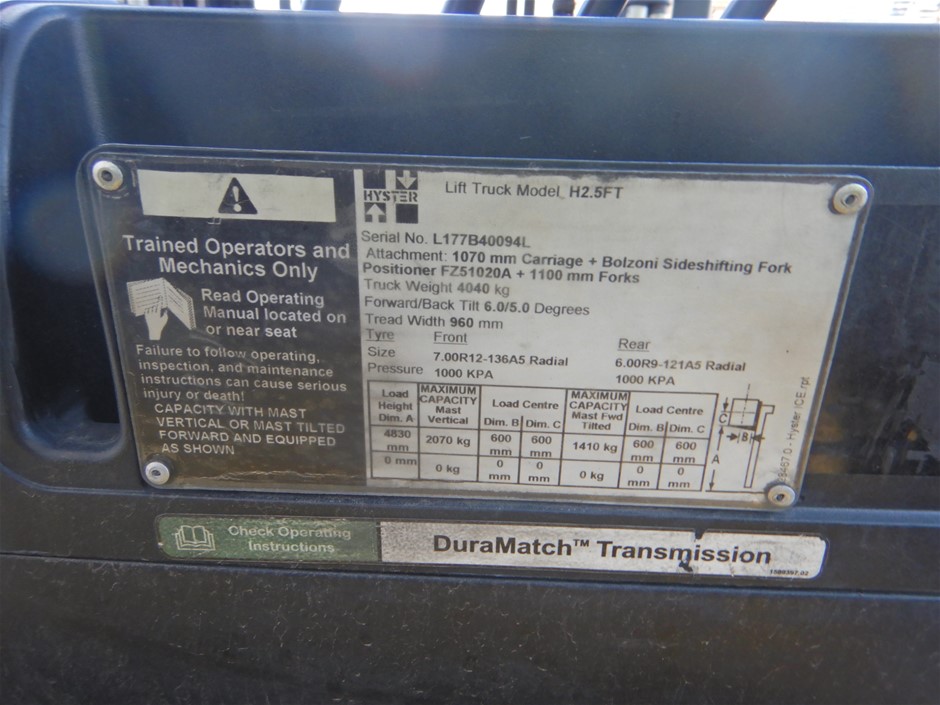 HYSTER
Lift Truck Model H2.5FT
Trained Operators and
Mechanics Only
Read Operating
Manual located on
or near seat
Failure to follow operating,
inspection, and maintenance
instructions can cause serious
injury or death!
CAPACITY WITH MAST
VERTICAL OR MAST TILTED
FORWARD AND EQUIPPED
AS SHOWN
Serial No. L177B40094L
Attachment: 1070 mm Carriage + Bolzoni Sideshifting Fork
Positioner FZ51020A + 1100 mm Forks
Truck Weight 4040 kg
Forward/Back Tilt 6.0/5.0 Degrees
Tread Width 960 mm
Tyre Front Rear
Size 7.00R12-136A5 Radial 6.00R9-121A5 Radial
Pressure 1000 KPA 1000 KPA
Load Height Dim. A MAXIMUM CAPACITY Mast Vertical Load Centre Dim. B Dim. C MAXIMUM CAPACITY Mast Fwd Tilted Load Centre Dim. B Dim. C
4830 mm 2070 kg 600 mm 600 mm 1410 kg 600 mm 600 mm
0 mm 0 kg 0 mm 0 mm 0 kg 0 mm 0 mm
C
B
A
Hyster ICE.rpt
Check Operating
Instructions
DuraMatch™ Transmission